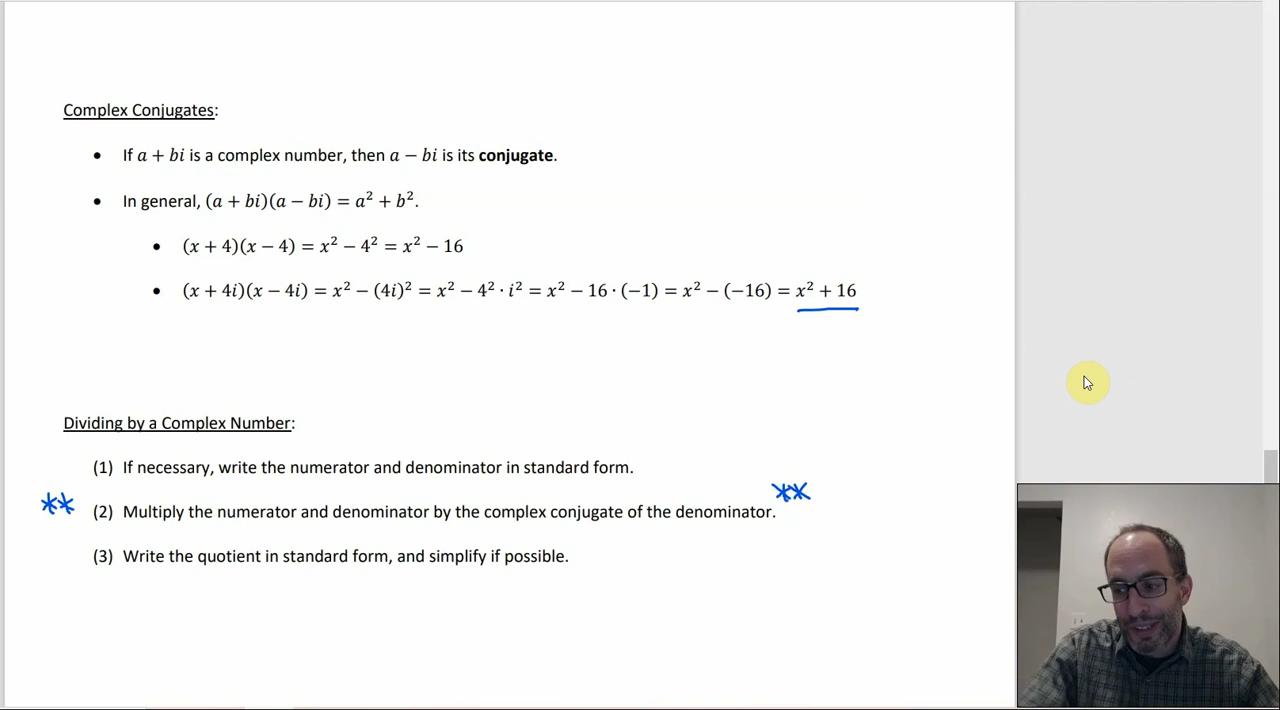 Complex Conjugates:
• If a + bi is a complex number, then a − bi is its conjugate.
• In general, (a + bi)(a − bi) = a² + b².
• (x + 4)(x − 4) = x² − 4² = x² − 16
• (x + 4i)(x − 4i) = x² − (4i)² = x² − 4² · i² = x² − 16 · (−1) = x² − (−16) = x² + 16
Dividing by a Complex Number:
(1) If necessary, write the numerator and denominator in standard form.
** (2) Multiply the numerator and denominator by the complex conjugate of the denominator. **
(3) Write the quotient in standard form, and simplify if possible.